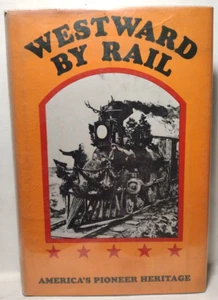 WESTWARD
BY RAIL
AMERICA'S PIONEER HERITAGE